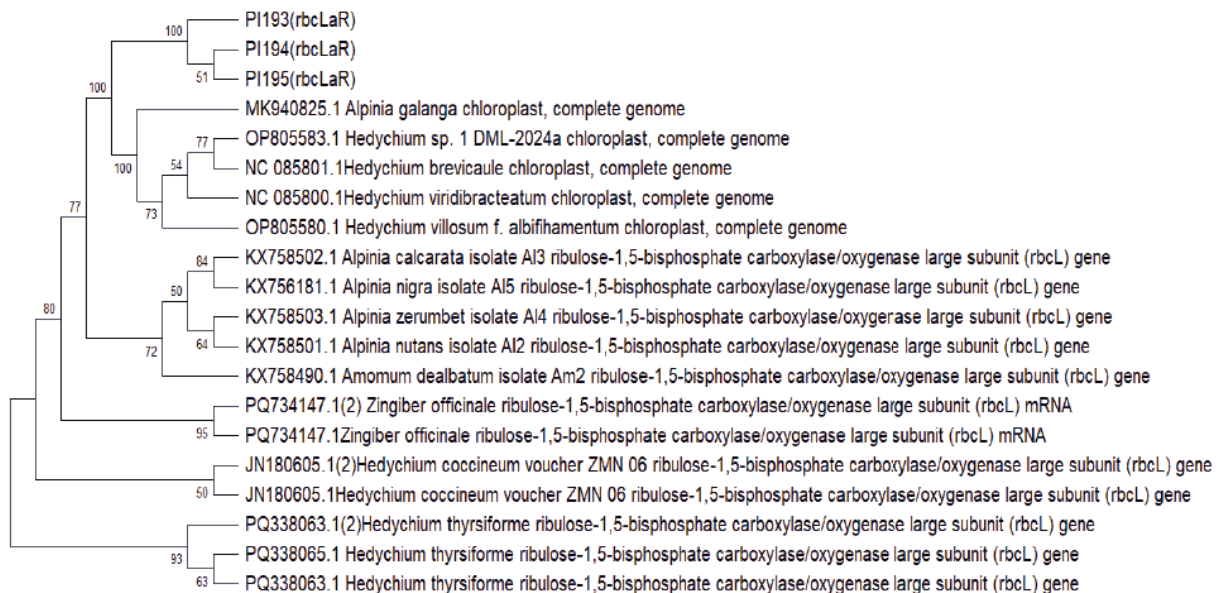 PI193(rbcLaR)
100
PI194(rbcLaR)
PI195(rbcLaR)
51
100
MK940825.1 Alpinia galanga chloroplast, complete genome
OP805583.1 Hedychium sp. 1 DML-2024a chloroplast, complete genome
77
NC 085801.1Hedychium brevicaule chloroplast, complete genome
54
100
NC 085800.1Hedychium viridibracteatum chloroplast, complete genome
73
77
OP805580.1 Hedychium villosum f. albifihamentum chloroplast, complete genome
KX758502.1 Alpinia calcarata isolate Al3 ribulose-1,5-bisphosphate carboxylase/oxygenase large subunit (rbcL) gene
84
KX756181.1 Alpinia nigra isolate Al5 ribulose-1,5-bisphosphate carboxylase/oxygenase large subunit (rbcL) gene
50
80
KX758503.1 Alpinia zerumbet isolate Al4 ribulose-1,5-bisphosphate carboxylase/oxygenase large subunit (rbcL) gene
KX758501.1 Alpinia nutans isolate Al2 ribulose-1,5-bisphosphate carboxylase/oxygenase large subunit (rbcL) gene
64
72
KX758490.1 Amomum dealbatum isolate Am2 ribulose-1,5-bisphosphate carboxylase/oxygenase large subunit (rbcL) gene
PQ734147.1(2) Zingiber officinale ribulose-1,5-bisphosphate carboxylase/oxygenase large subunit (rbcL) mRNA
PQ734147.1Zingiber officinale ribulose-1,5-bisphosphate carboxylase/oxygenase large subunit (rbcL) mRNA
95
JN180605.1(2)Hedychium coccineum voucher ZMN 06 ribulose-1,5-bisphosphate carboxylase/oxygenase large subunit (rbcL) gene
JN180605.1Hedychium coccineum voucher ZMN 06 ribulose-1,5-bisphosphate carboxylase/oxygenase large subunit (rbcL) gene
50
PQ338063.1(2)Hedychium thyrsiforme ribulose-1,5-bisphosphate carboxylase/oxygenase large subunit (rbcL) gene
PQ338065.1 Hedychium thyrsiforme ribulose-1,5-bisphosphate carboxylase/oxygenase large subunit (rbcL) gene
93
PQ338063.1 Hedychium thyrsiforme ribulose-1,5-bisphosphate carboxylase/oxygenase large subunit (rbcL) gene
63